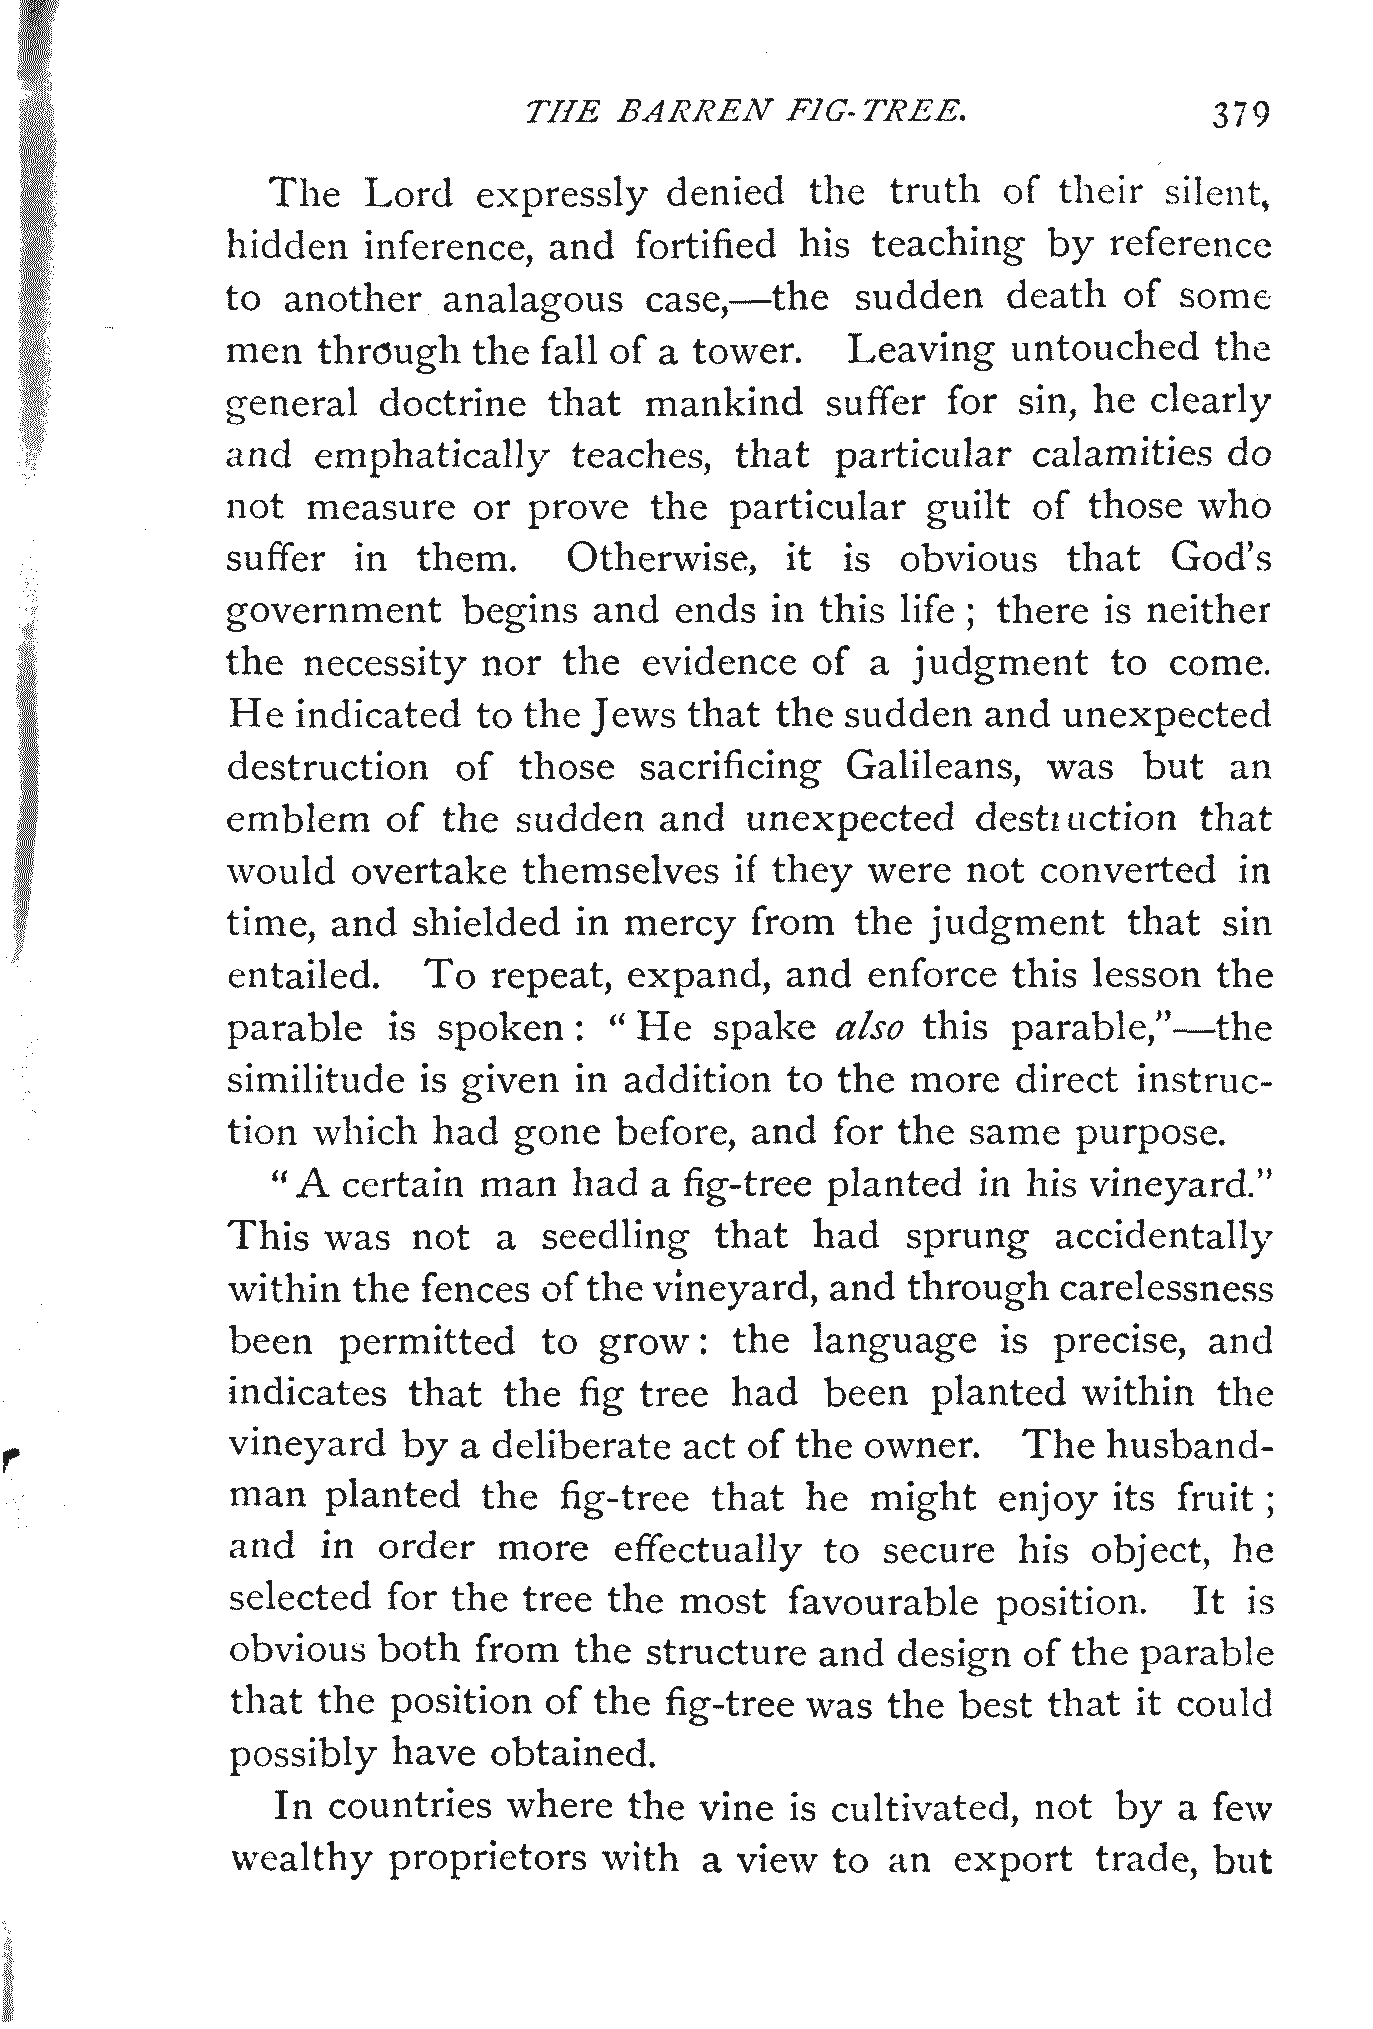 THE BARREN FIG-TREE. 379
The Lord expressly denied the truth of their silent,
hidden inference, and fortified his teaching by reference
to another analagous case,—the sudden death of some
men through the fall of a tower. Leaving untouched the
general doctrine that mankind suffer for sin, he clearly
and emphatically teaches, that particular calamities do
not measure or prove the particular guilt of those who
suffer in them. Otherwise, it is obvious that God's
government begins and ends in this life ; there is neither
the necessity nor the evidence of a judgment to come.
He indicated to the Jews that the sudden and unexpected
destruction of those sacrificing Galileans, was but an
emblem of the sudden and unexpected destruction that
would overtake themselves if they were not converted in
time, and shielded in mercy from the judgment that sin
entailed. To repeat, expand, and enforce this lesson the
parable is spoken : “ He spake also this parable,”—the
similitude is given in addition to the more direct instruc-
tion which had gone before, and for the same purpose.
“ A certain man had a fig-tree planted in his vineyard.”
This was not a seedling that had sprung accidentally
within the fences of the vineyard, and through carelessness
been permitted to grow : the language is precise, and
indicates that the fig tree had been planted within the
vineyard by a deliberate act of the owner. The husband-
man planted the fig-tree that he might enjoy its fruit ;
and in order more effectually to secure his object, he
selected for the tree the most favourable position. It is
obvious both from the structure and design of the parable
that the position of the fig-tree was the best that it could
possibly have obtained.
In countries where the vine is cultivated, not by a few
wealthy proprietors with a view to an export trade, but